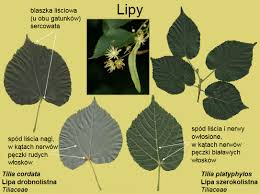 Lipy
blaszka liściowa
(u obu gatunków)
sercowata
spód liścia nagi,
w kątach nerwów
pęczki rudych
włosków
spód liścia i nerwy
owłosione,
w kątach nerwów
pęczki białawych
włosków
Tilia cordata
Lipa drobnolistna
Tiliaceae
Tilia platyphylos
Lipa szerokolistna
Tiliaceae